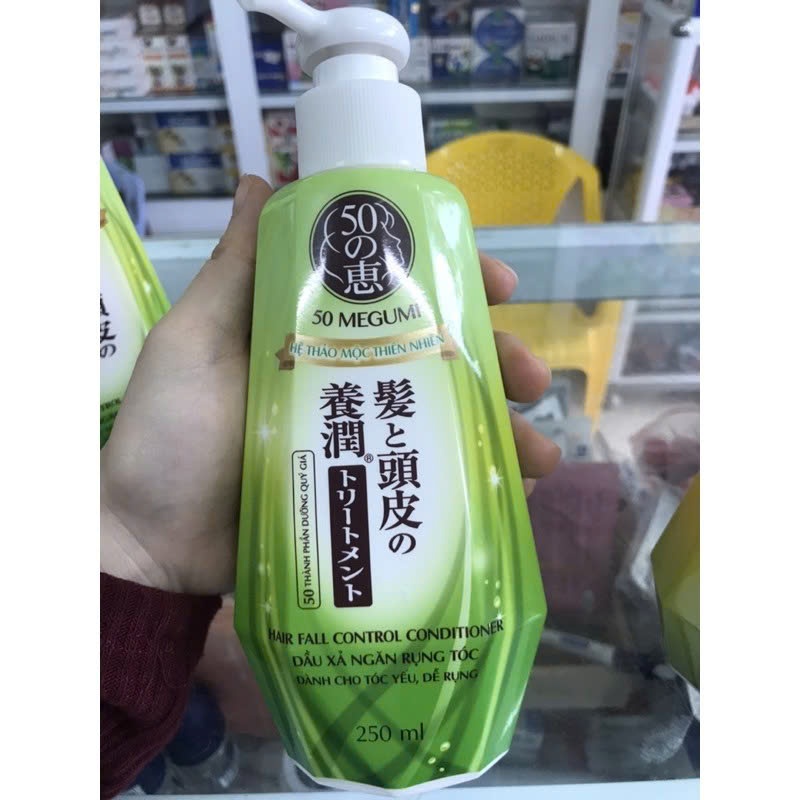 50の恵
50 MEGUMI
HỆ THẢO MỘC THIÊN NHIÊN
髪と頭皮の
養潤®
トリートメント
50 THÀNH PHẦN DƯỠNG QUÝ GIÁ
HAIR FALL CONTROL CONDITIONER
DẦU XẢ NGĂN RỤNG TÓC
DÀNH CHO TÓC YẾU, DỄ RỤNG
250 ml
皮の